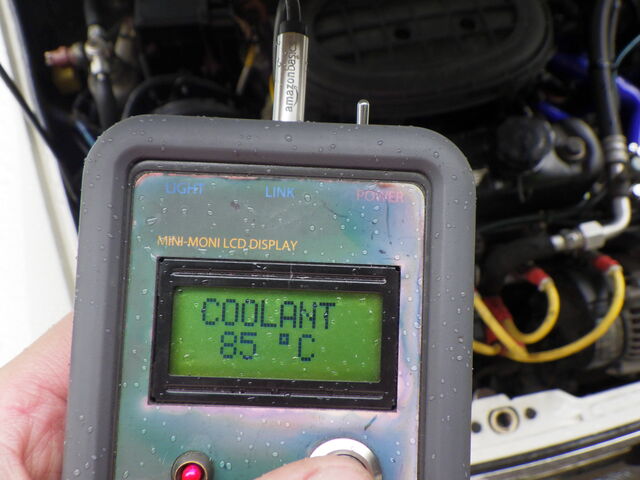 amazonbasics
LIGHT LINK POWER
MINI-MONI LCD DISPLAY
COOLANT
85 °C